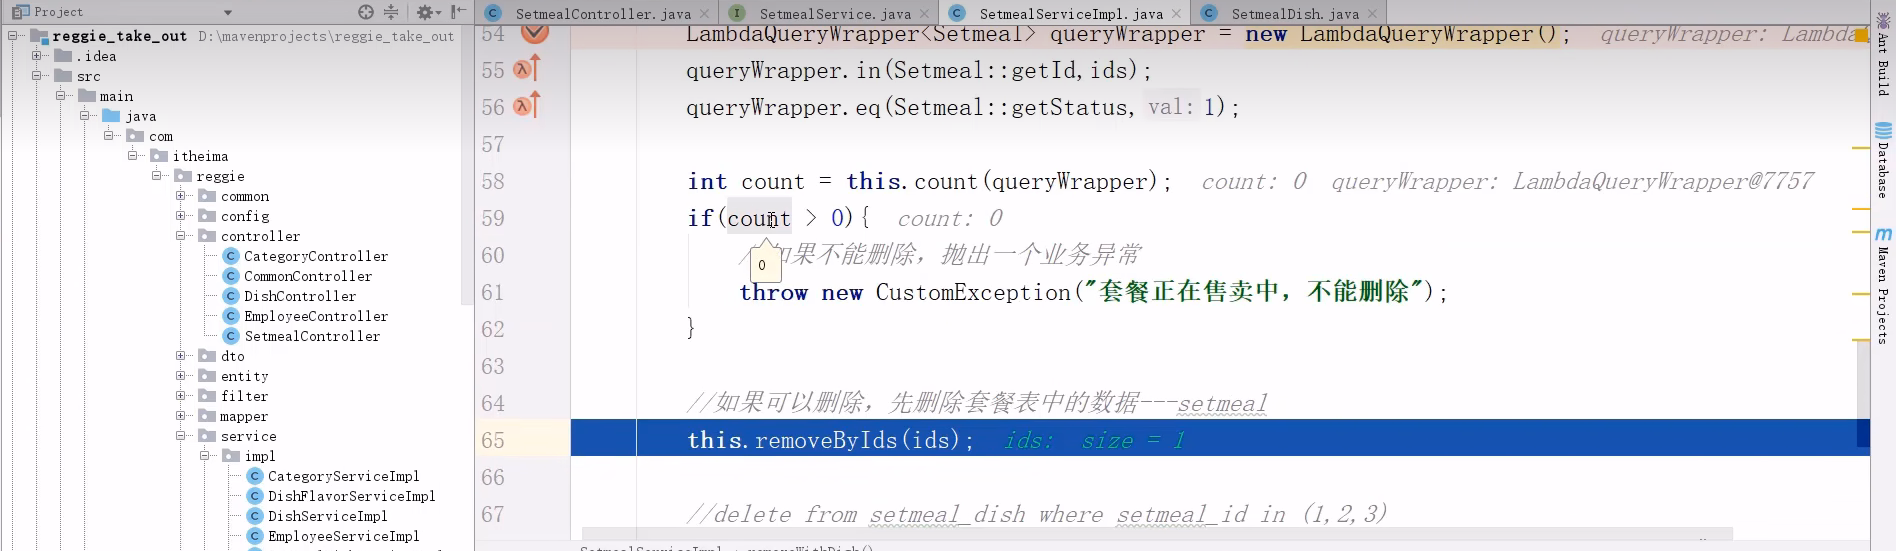 Project
SetmealController.java
SetmealService.java
SetmealServiceImpl.java
SetmealDish.java
reggie_take_out D:\mavenprojects\reggie_take_out
.idea
src
main
java
com
itheima
reggie
common
config
controller
CategoryController
CommonController
DishController
EmployeeController
SetmealController
dto
entity
filter
mapper
service
impl
CategoryServiceImpl
DishFlavorServiceImpl
DishServiceImpl
EmployeeServiceImpl
54 LambdaQueryWrapper<Setmeal> queryWrapper = new LambdaQueryWrapper(); queryWrapper: Lambda
55 queryWrapper.in(Setmeal::getId,ids);
56 queryWrapper.eq(Setmeal::getStatus, val: 1);
57
58 int count = this.count(queryWrapper); count: 0 queryWrapper: LambdaQueryWrapper@7757
59 if(count > 0){ count: 0
60 /如果不能删除，抛出一个业务异常
0
61 throw new CustomException("套餐正在售卖中，不能删除");
62 }
63
64 //如果可以删除，先删除套餐表中的数据---setmeal
65 this.removeByIds(ids); ids: size = 1
66
67 //delete from setmeal_dish where setmeal_id in (1,2,3)
SetmealServiceImpl › removeWithDish()
Ant Build
Database
Maven Projects